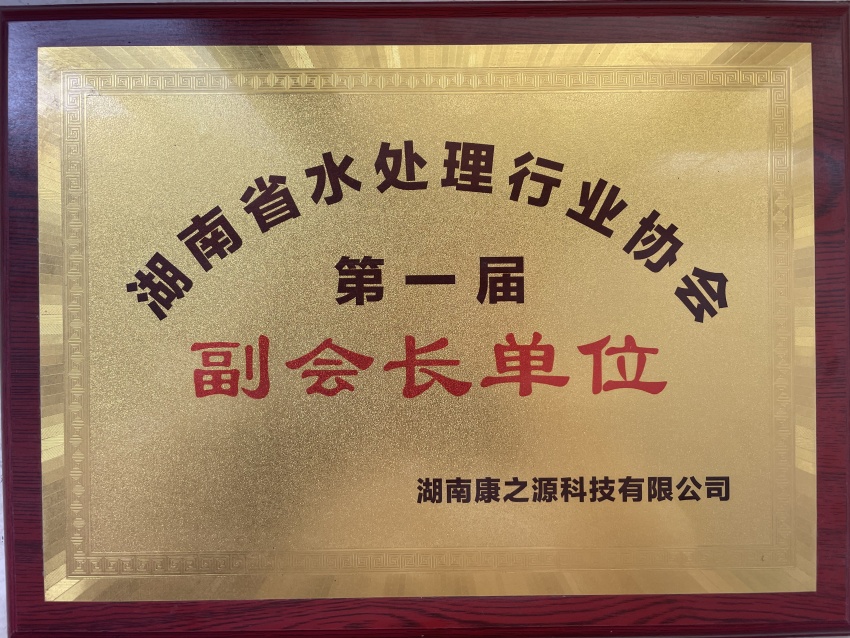 湖南省水处理行业协会
第一届
副会长单位
湖南康之源科技有限公司